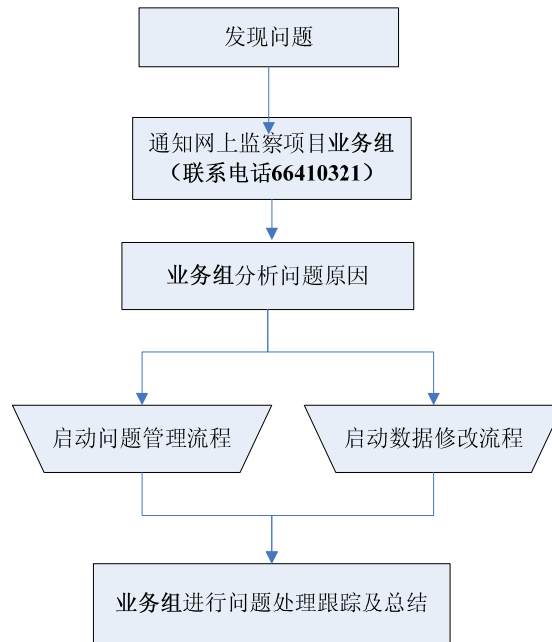 发现问题
通知网上监察项目业务组
（联系电话66410321）
业务组分析问题原因
启动问题管理流程
启动数据修改流程
业务组进行问题处理跟踪及总结